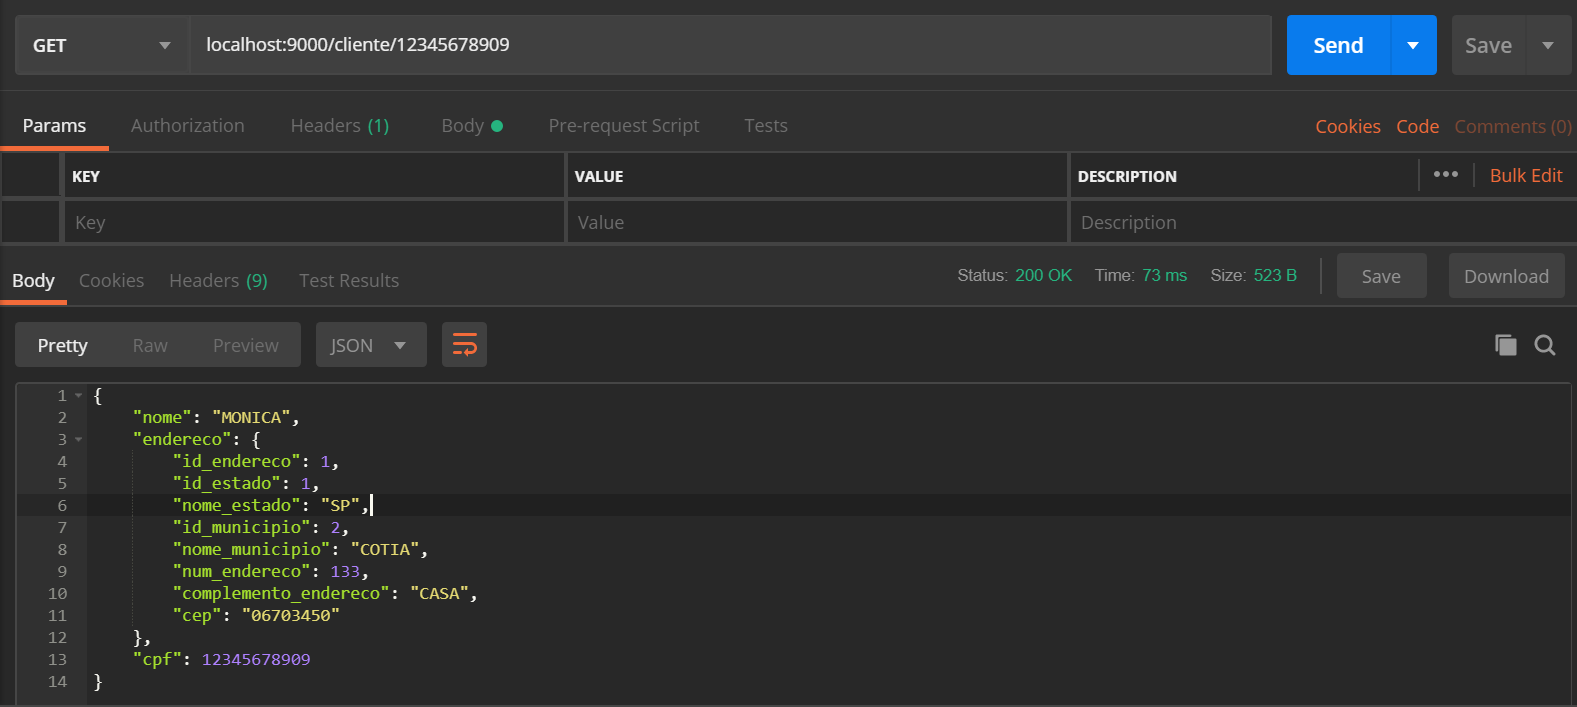 GET localhost:9000/cliente/12345678909 Send Save
Params Authorization Headers (1) Body Pre-request Script Tests Cookies Code Comments (0)
KEY VALUE DESCRIPTION ••• Bulk Edit
Key Value Description
Body Cookies Headers (9) Test Results Status: 200 OK Time: 73 ms Size: 523 B Save Download
Pretty Raw Preview JSON
1 {
2 "nome": "MONICA",
3 "endereco": {
4 "id_endereco": 1,
5 "id_estado": 1,
6 "nome_estado": "SP",
7 "id_municipio": 2,
8 "nome_municipio": "COTIA",
9 "num_endereco": 133,
10 "complemento_endereco": "CASA",
11 "cep": "06703450"
12 },
13 "cpf": 12345678909
14 }